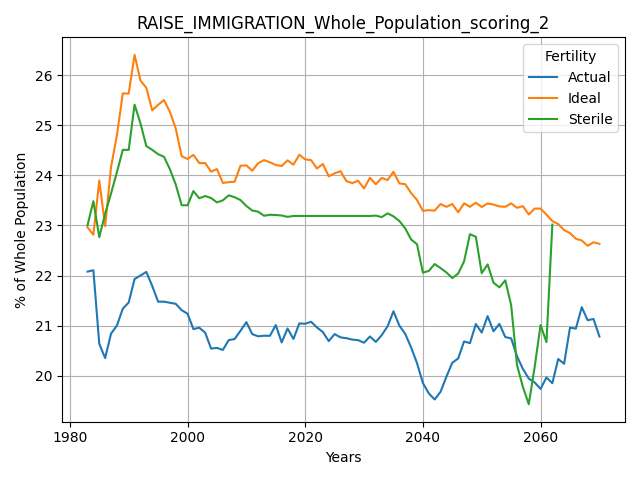 RAISE_IMMIGRATION_Whole_Population_scoring_2
Fertility
Actual
Ideal
Sterile
% of Whole Population
26
25
24
23
22
21
20
1980
2000
2020
2040
2060
Years